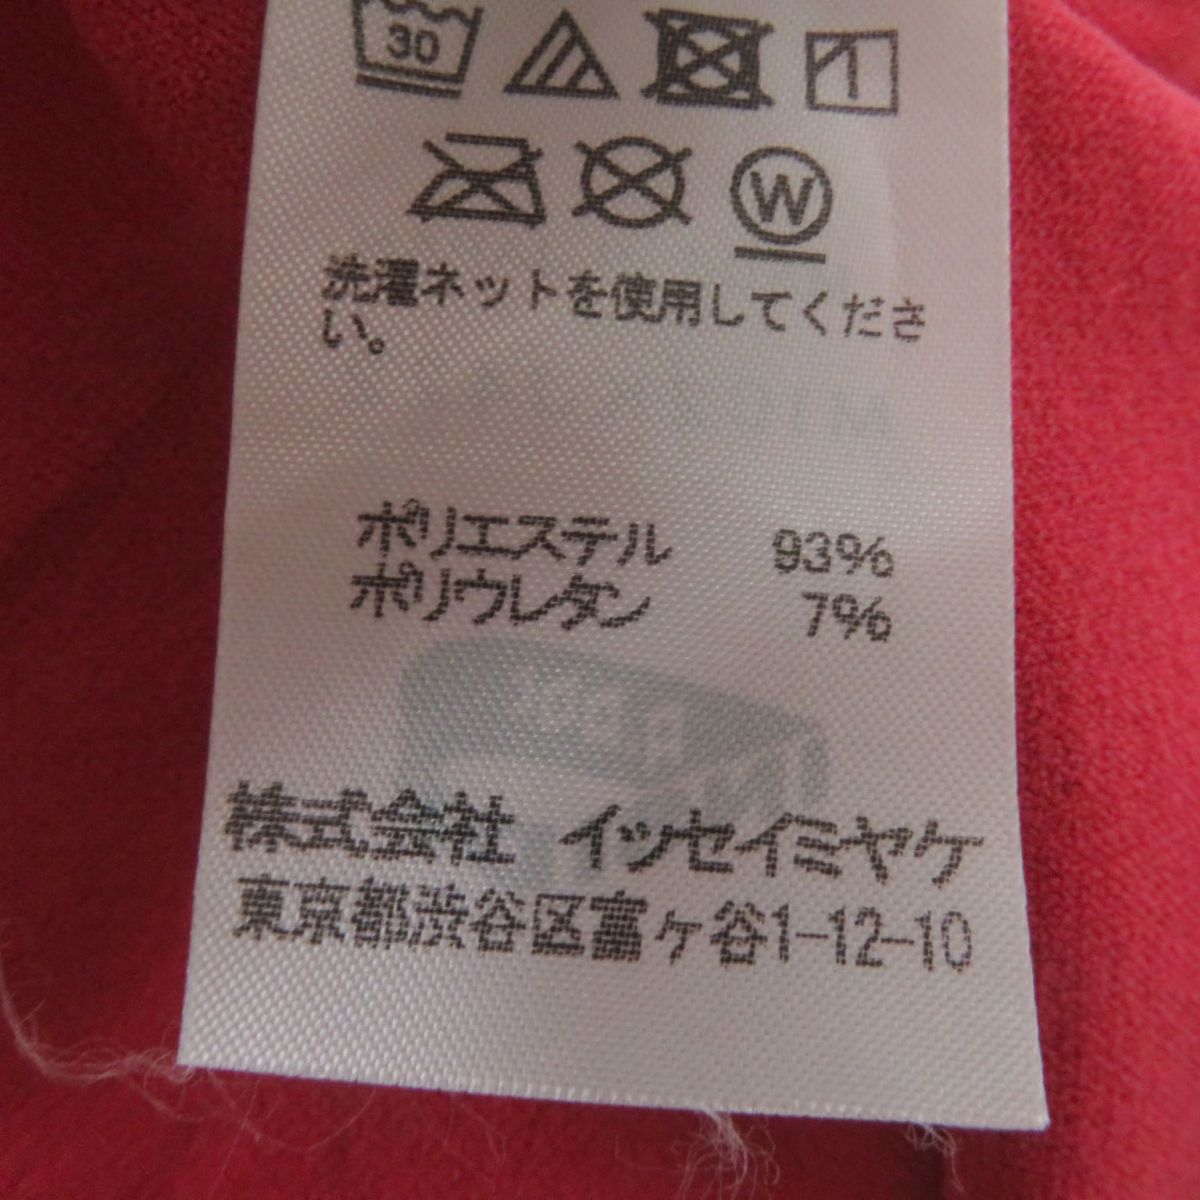 30
W
洗濯ネットを使用してくださ
い。
ポリエステル 93%
ポリウレタン 7%
株式会社 イッセイミヤケ
東京都渋谷区富ヶ谷1-12-10